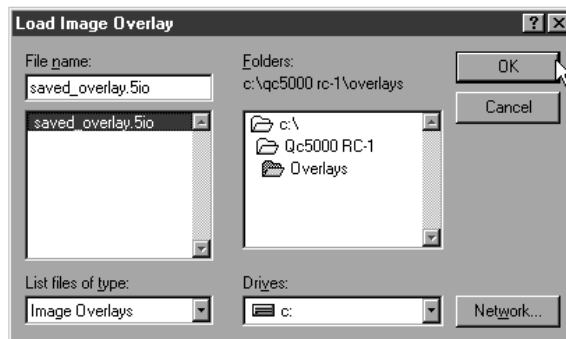 Load Image Overlay
File name:
saved_overlay.5io
saved_overlay.5io
List files of type:
Image Overlays
Folders:
c:\qc5000 rc-1\overlays
c:\
Qc5000 RC-1
Overlays
Drives:
c:
OK
Cancel
Network...